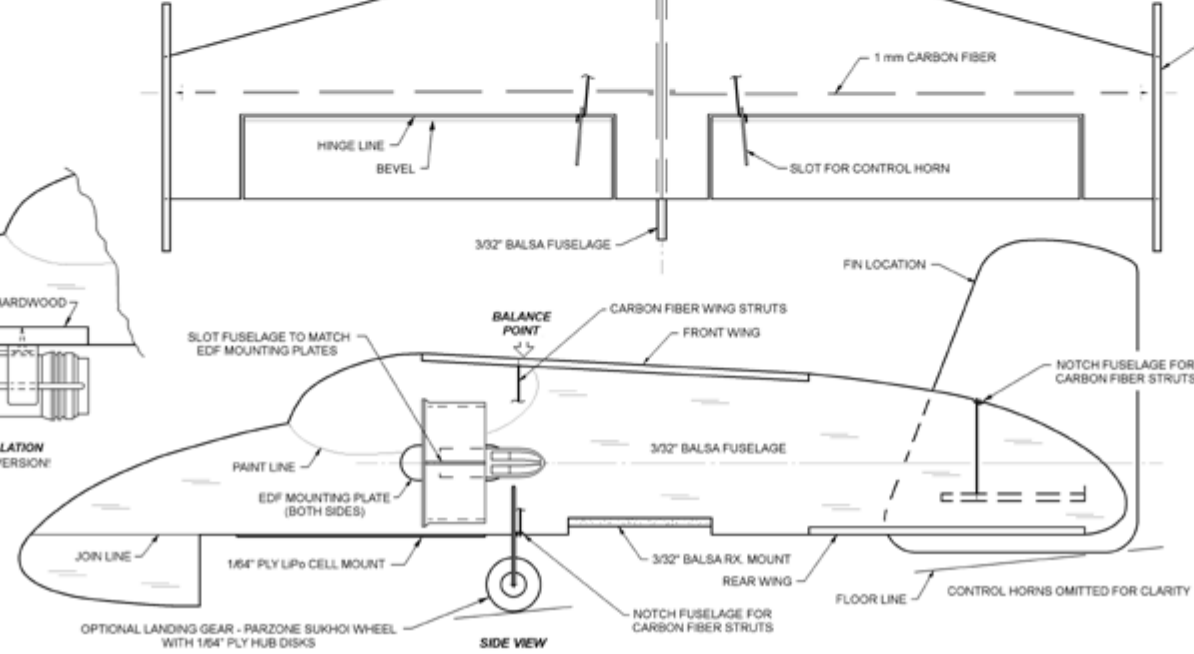 1 mm CARBON FIBER
HINGE LINE
BEVEL
SLOT FOR CONTROL HORN
3/32" BALSA FUSELAGE
FIN LOCATION
ARDWOOD
SLOT FUSELAGE TO MATCH
EDF MOUNTING PLATES
BALANCE
POINT
CARBON FIBER WING STRUTS
FRONT WING
NOTCH FUSELAGE FOR
CARBON FIBER STRUTS
LATION
VERSION!
PAINT LINE
3/32" BALSA FUSELAGE
EDF MOUNTING PLATE
(BOTH SIDES)
JOIN LINE
1/64" PLY LiPo CELL MOUNT
3/32" BALSA RX. MOUNT
REAR WING
FLOOR LINE
CONTROL HORNS OMITTED FOR CLARITY
OPTIONAL LANDING GEAR - PARZONE SUKHOI WHEEL
WITH 1/64" PLY HUB DISKS
NOTCH FUSELAGE FOR
CARBON FIBER STRUTS
SIDE VIEW